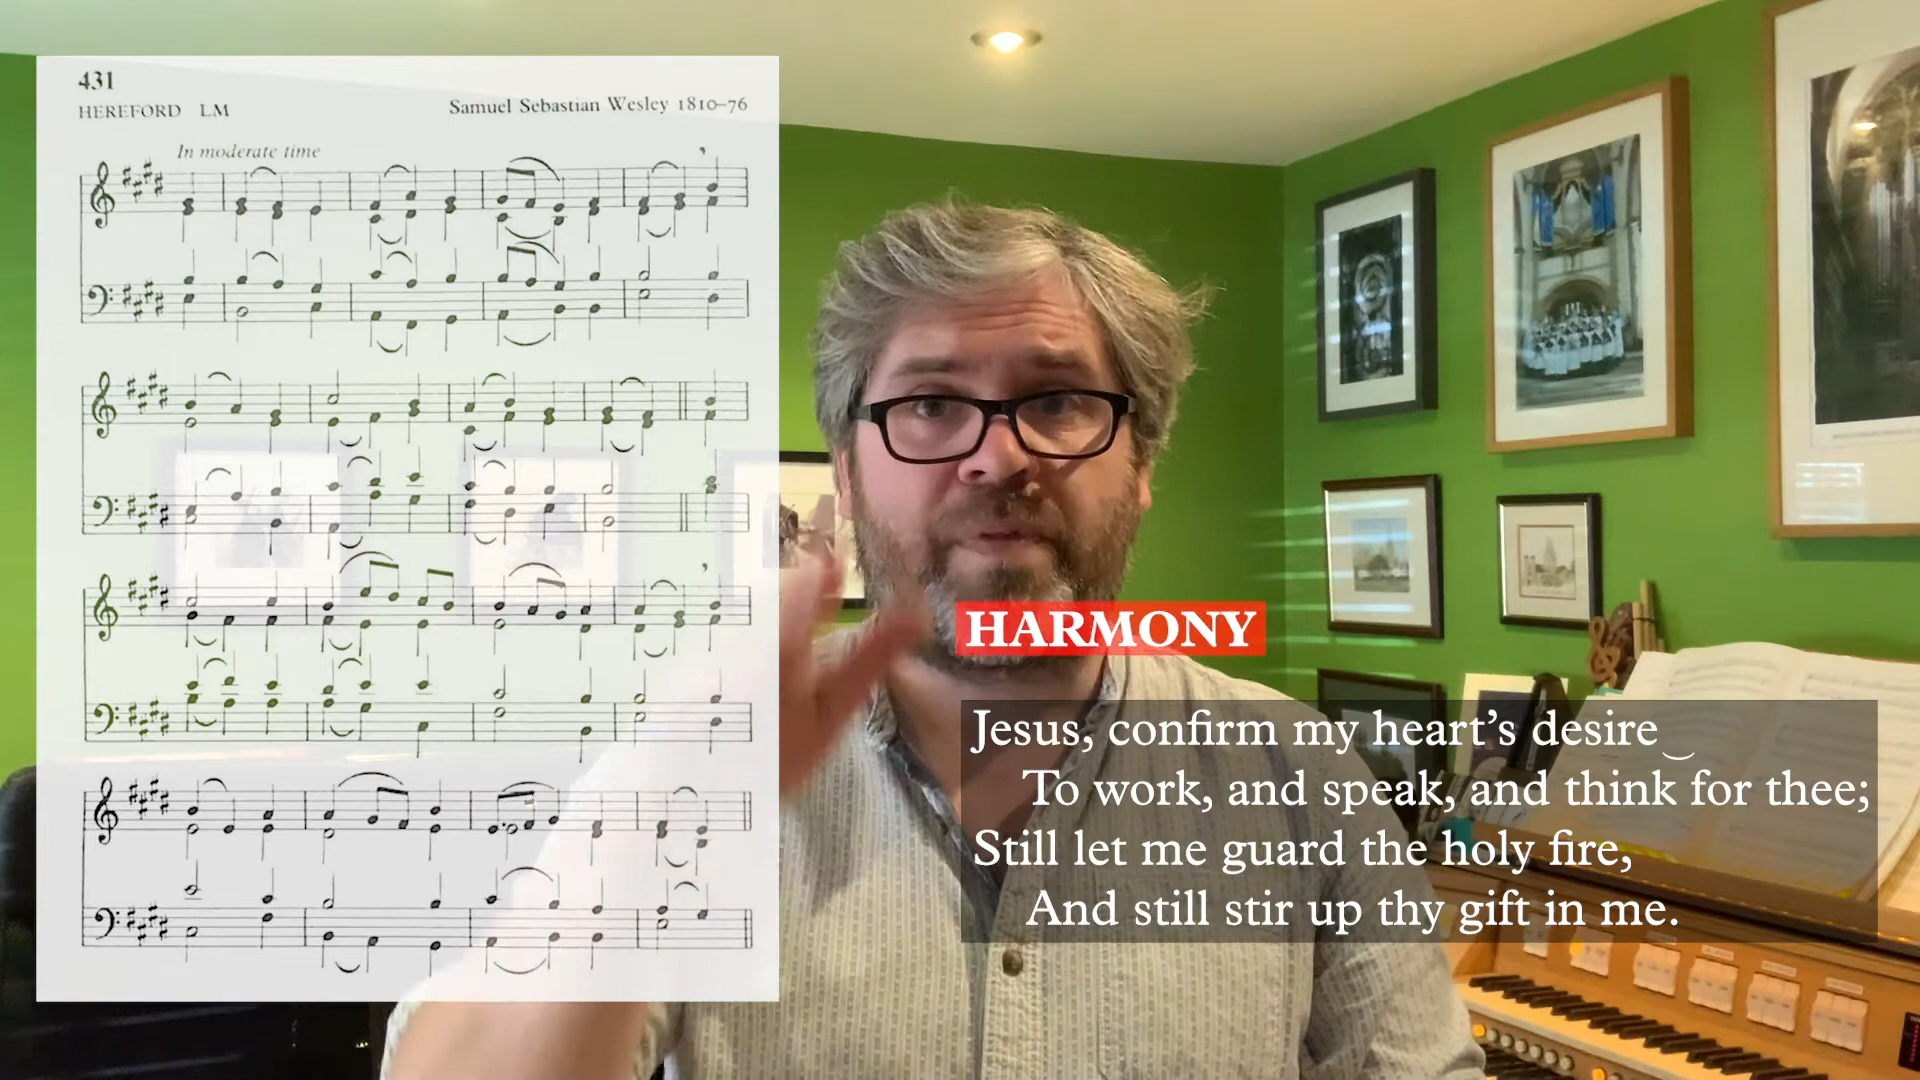 431
HEREFORD LM
Samuel Sebastian Wesley 1810–76
In moderate time
HARMONY
Jesus, confirm my heart’s desire
To work, and speak, and think for thee;
Still let me guard the holy fire,
And still stir up thy gift in me.